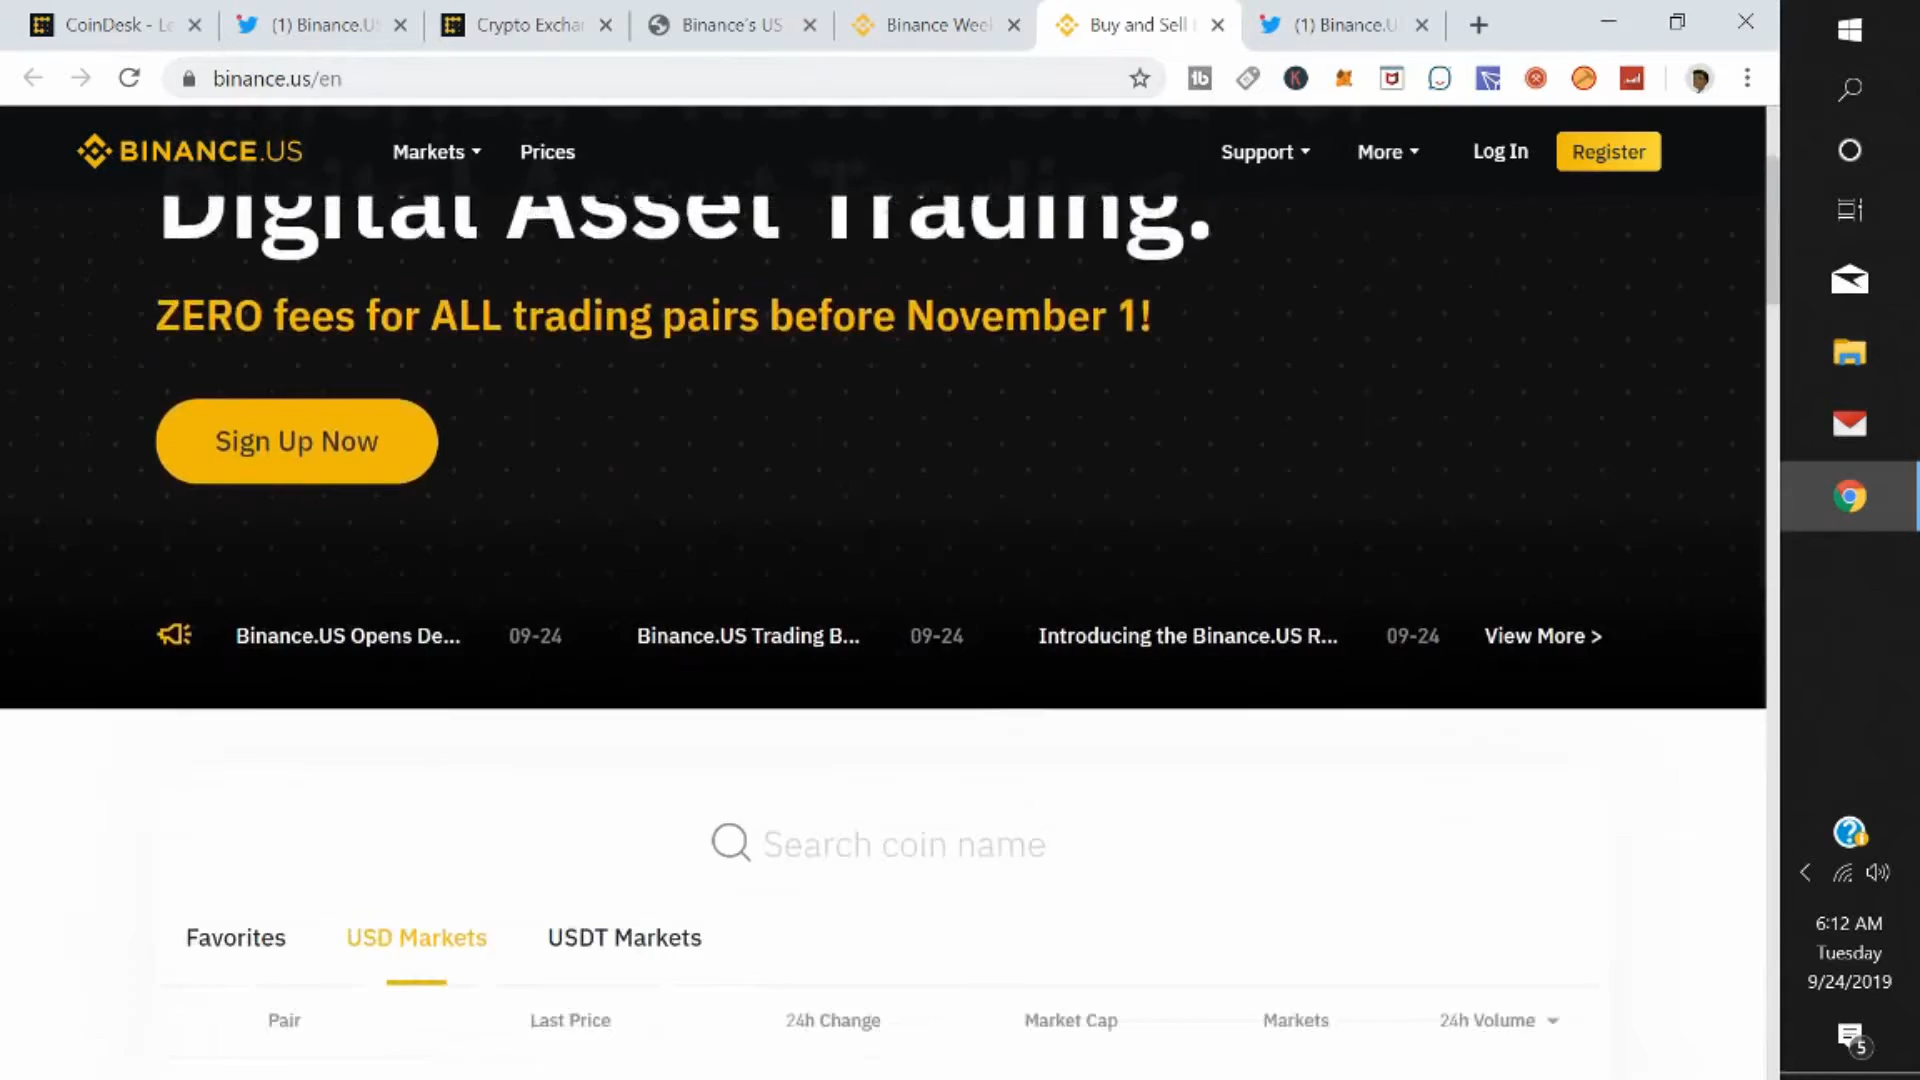 CoinDesk - Le
(1) Binance.US
Crypto Exchan
Binance's US
Binance Week
Buy and Sell
(1) Binance.U
binance.us/en
BINANCE.US
Markets
Prices
Support
More
Log In
Register
Digital Asset Trading.
ZERO fees for ALL trading pairs before November 1!
Sign Up Now
Binance.US Opens De... 09-24
Binance.US Trading B... 09-24
Introducing the Binance.US R... 09-24
View More >
Search coin name
Favorites
USD Markets
USDT Markets
Pair
Last Price
24h Change
Market Cap
Markets
24h Volume
6:12 AM
Tuesday
9/24/2019
5